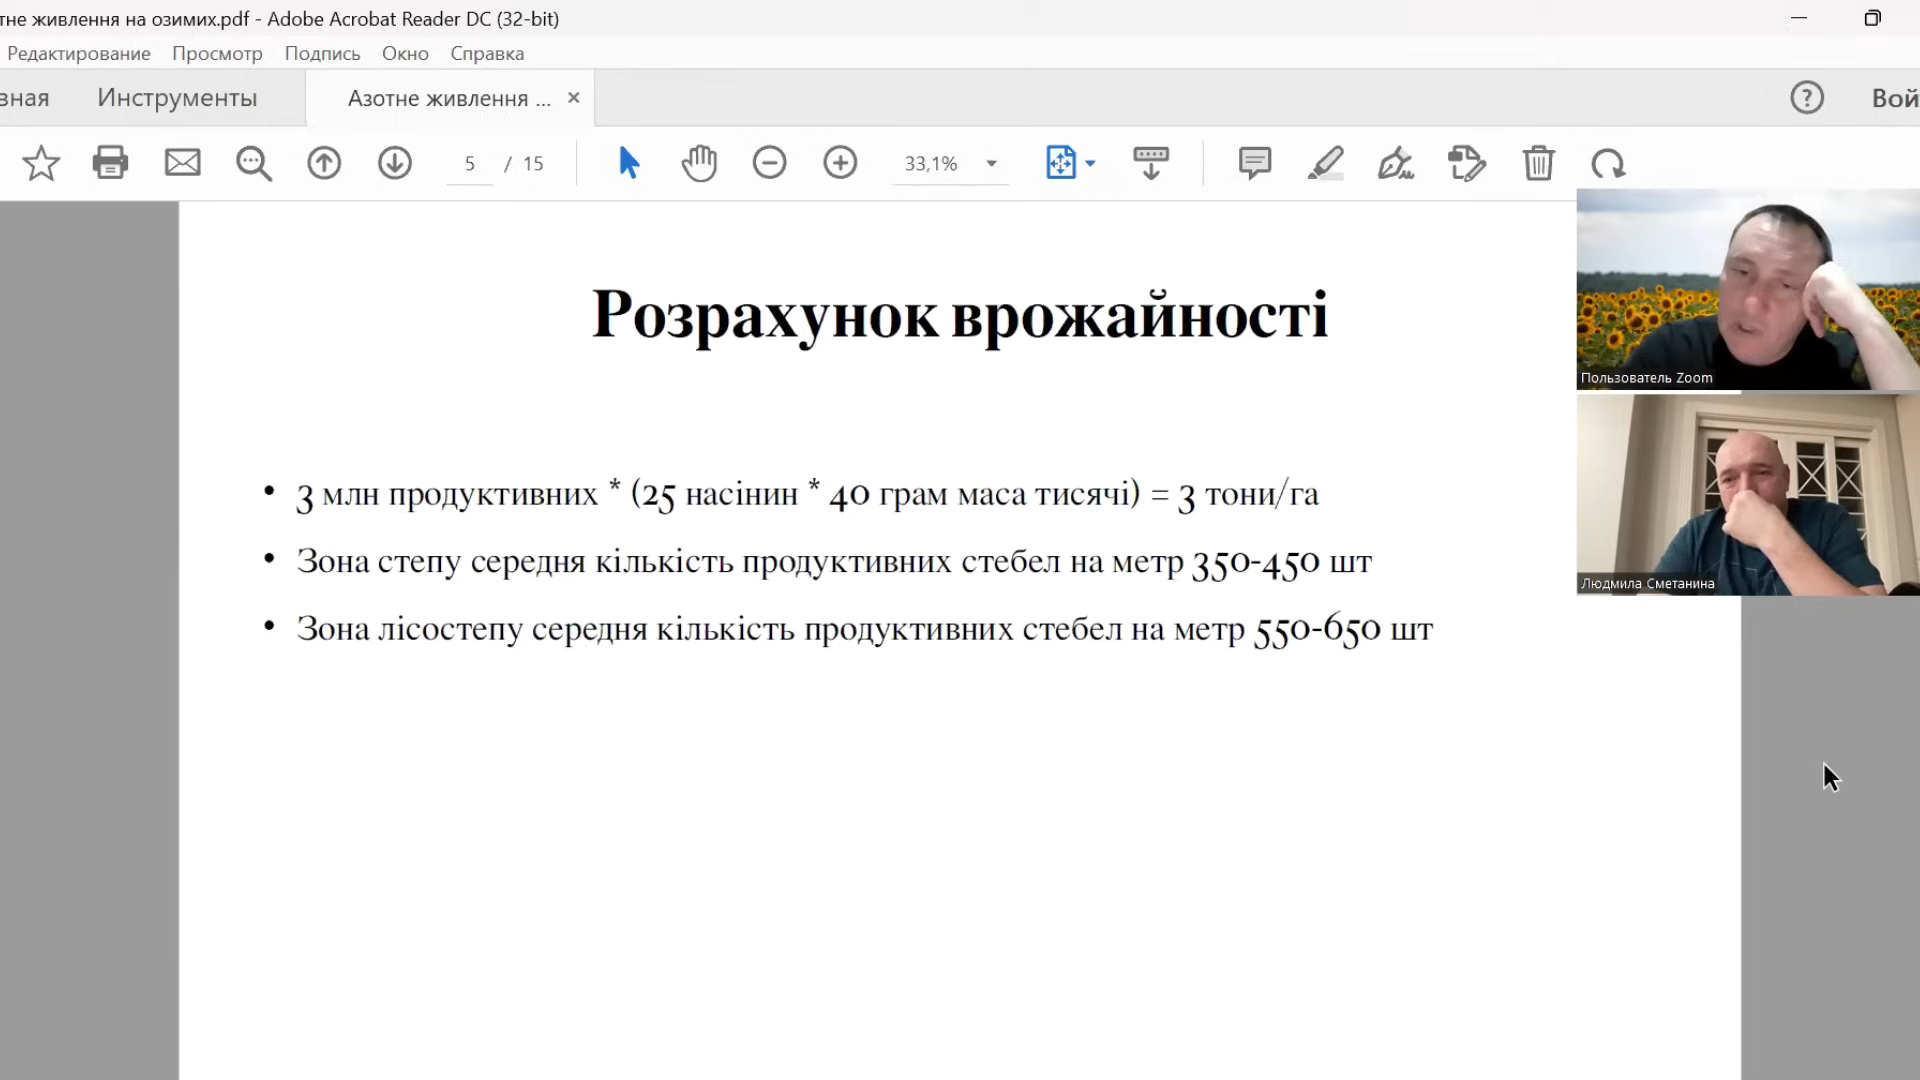 тне живлення на озимих.pdf - Adobe Acrobat Reader DC (32-bit)
Редактирование Просмотр Подпись Окно Справка
вная Инструменты Азотне живлення ... × ? Вой
5 / 15 33,1%
Розрахунок врожайності
Пользователь Zoom
• 3 млн продуктивних * (25 насінин * 40 грам маса тисячі) = 3 тони/га
• Зона степу середня кількість продуктивних стебел на метр 350-450 шт
Людмила Сметанина
• Зона лісостепу середня кількість продуктивних стебел на метр 550-650 шт